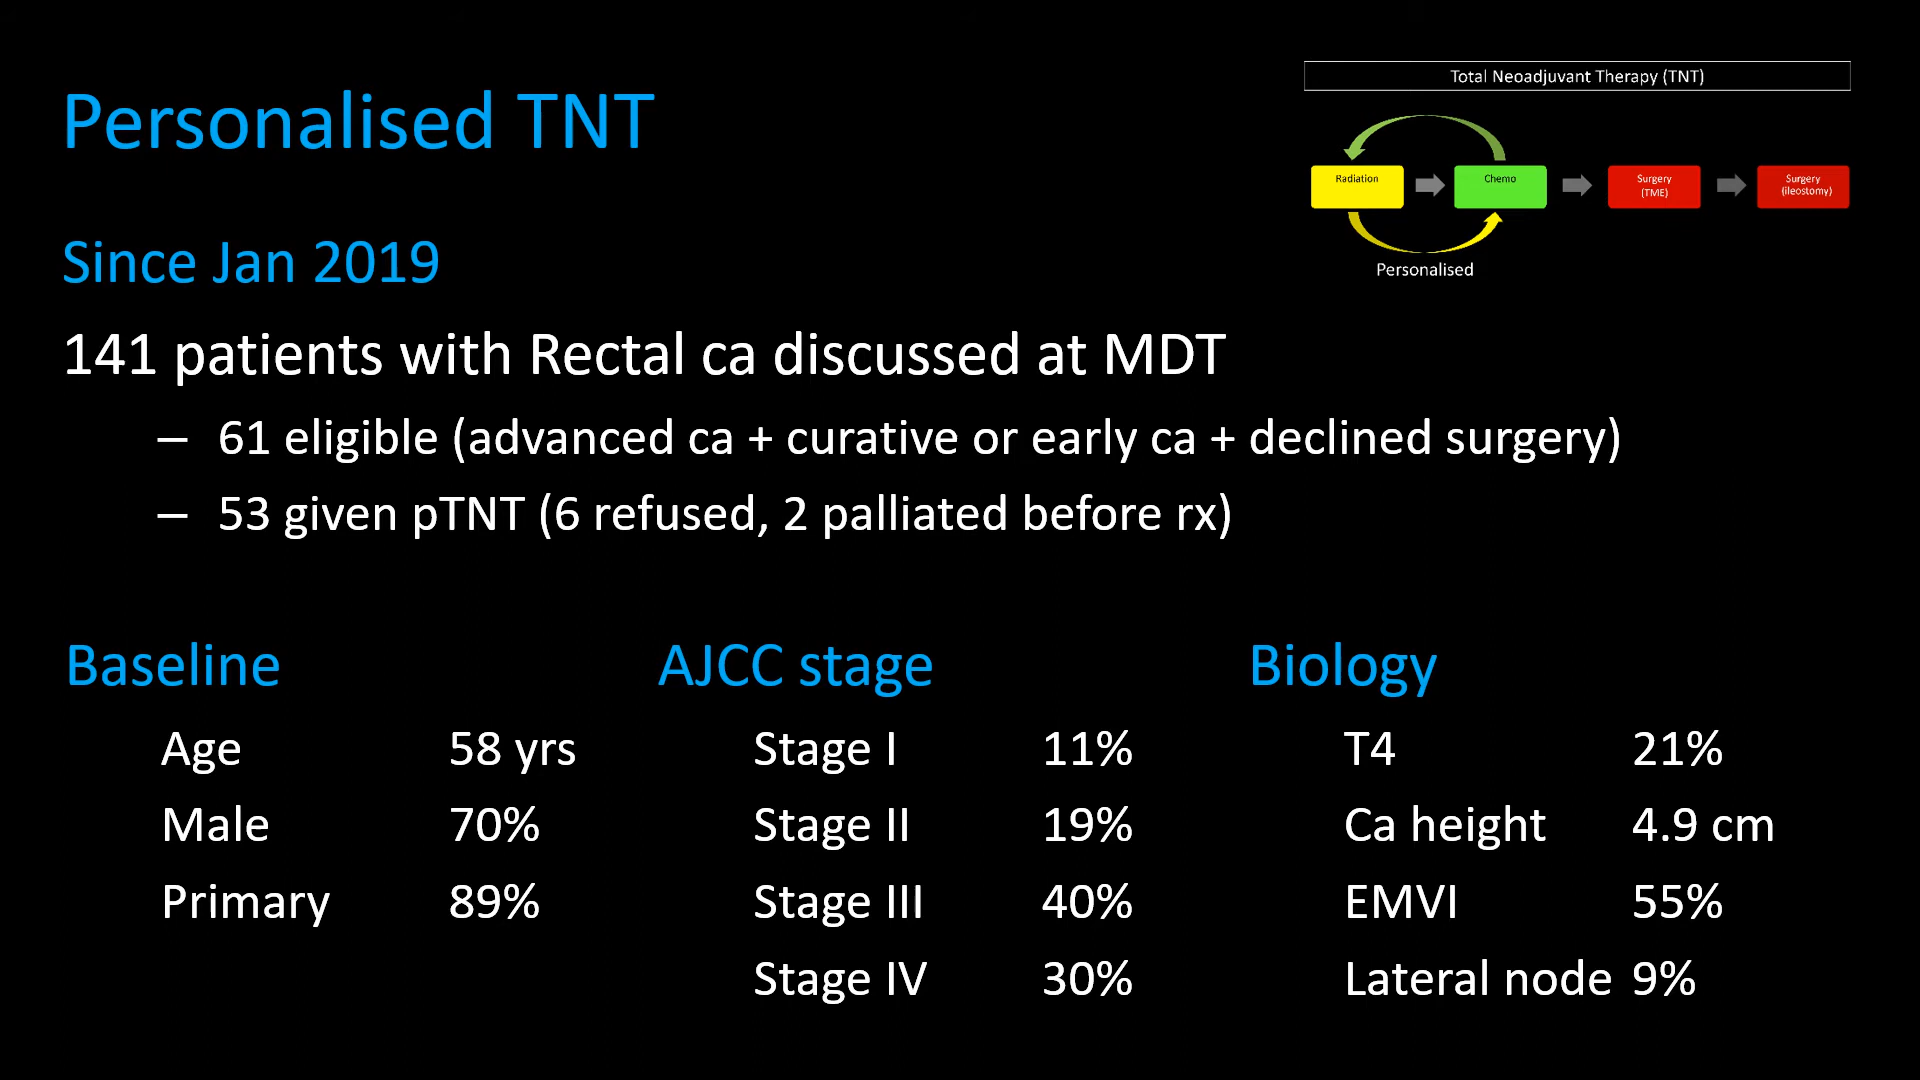 Personalised TNT
Total Neoadjuvant Therapy (TNT)
Radiation
Chemo
Surgery
(TME)
Surgery
(ileostomy)
Personalised
Since Jan 2019
141 patients with Rectal ca discussed at MDT
– 61 eligible (advanced ca + curative or early ca + declined surgery)
– 53 given pTNT (6 refused, 2 palliated before rx)
Baseline
Age 58 yrs
Male 70%
Primary 89%
AJCC stage
Stage I 11%
Stage II 19%
Stage III 40%
Stage IV 30%
Biology
T4 21%
Ca height 4.9 cm
EMVI 55%
Lateral node 9%